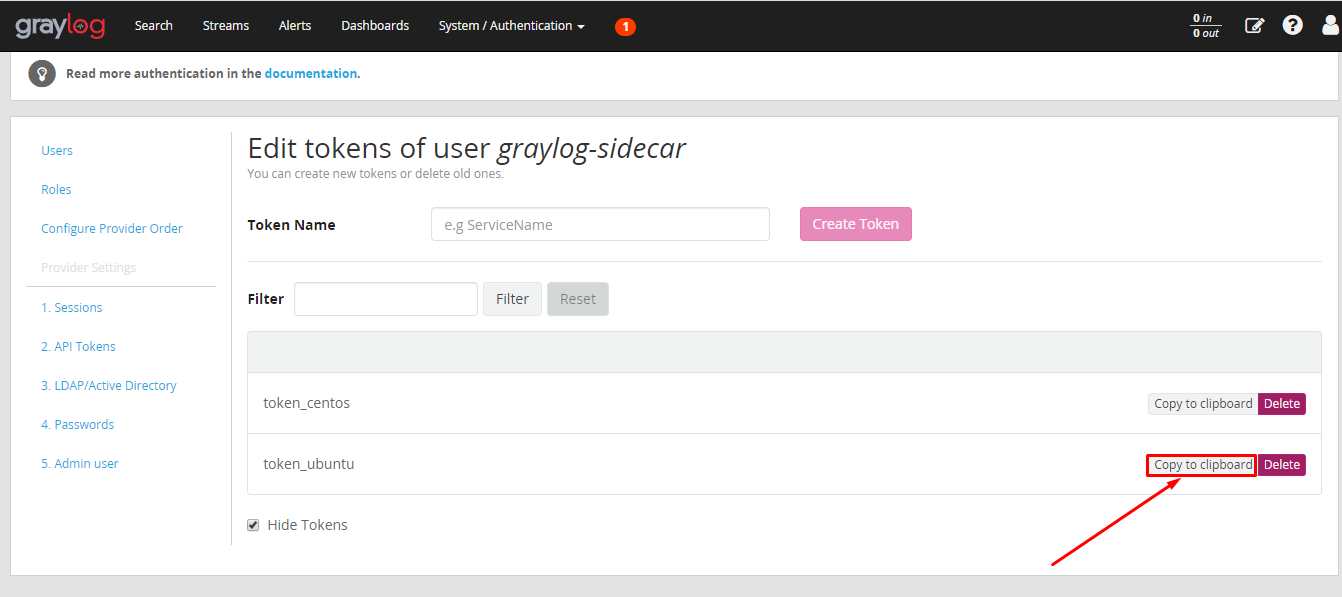 graylog Search Streams Alerts Dashboards System / Authentication 1 0 in
0 out
Read more authentication in the documentation.
Users
Roles
Configure Provider Order
Provider Settings
1. Sessions
2. API Tokens
3. LDAP/Active Directory
4. Passwords
5. Admin user
Edit tokens of user graylog-sidecar
You can create new tokens or delete old ones.
Token Name e.g ServiceName Create Token
Filter Filter Reset
token_centos Copy to clipboard Delete
token_ubuntu Copy to clipboard Delete
Hide Tokens